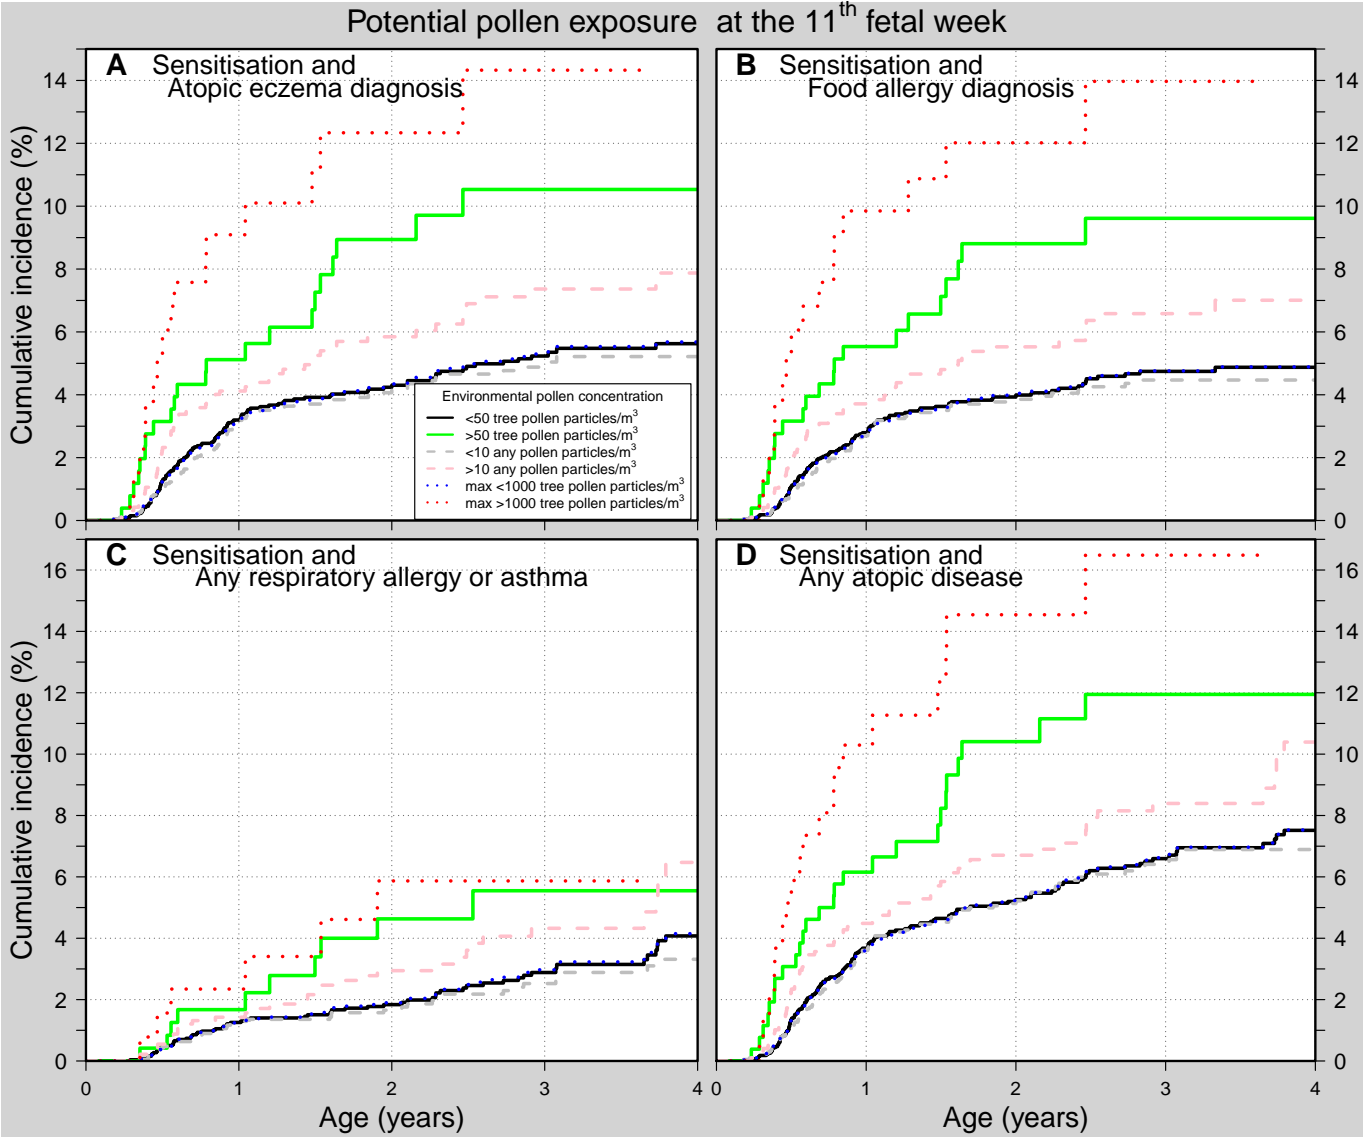 Potential pollen exposure at the 11th fetal week
A Sensitisation and
Atopic eczema diagnosis
B Sensitisation and
Food allergy diagnosis
Cumulative incidence (%)
14
12
10
8
6
4
2
0
14
12
10
8
6
4
2
0
Environmental pollen concentration
<50 tree pollen particles/m3
>50 tree pollen particles/m3
<10 any pollen particles/m3
>10 any pollen particles/m3
max <1000 tree pollen particles/m3
max >1000 tree pollen particles/m3
C Sensitisation and
Any respiratory allergy or asthma
D Sensitisation and
Any atopic disease
Cumulative incidence (%)
16
14
12
10
8
6
4
2
0
16
14
12
10
8
6
4
2
0
0 1 2 3 4
0 1 2 3 4
Age (years)
Age (years)